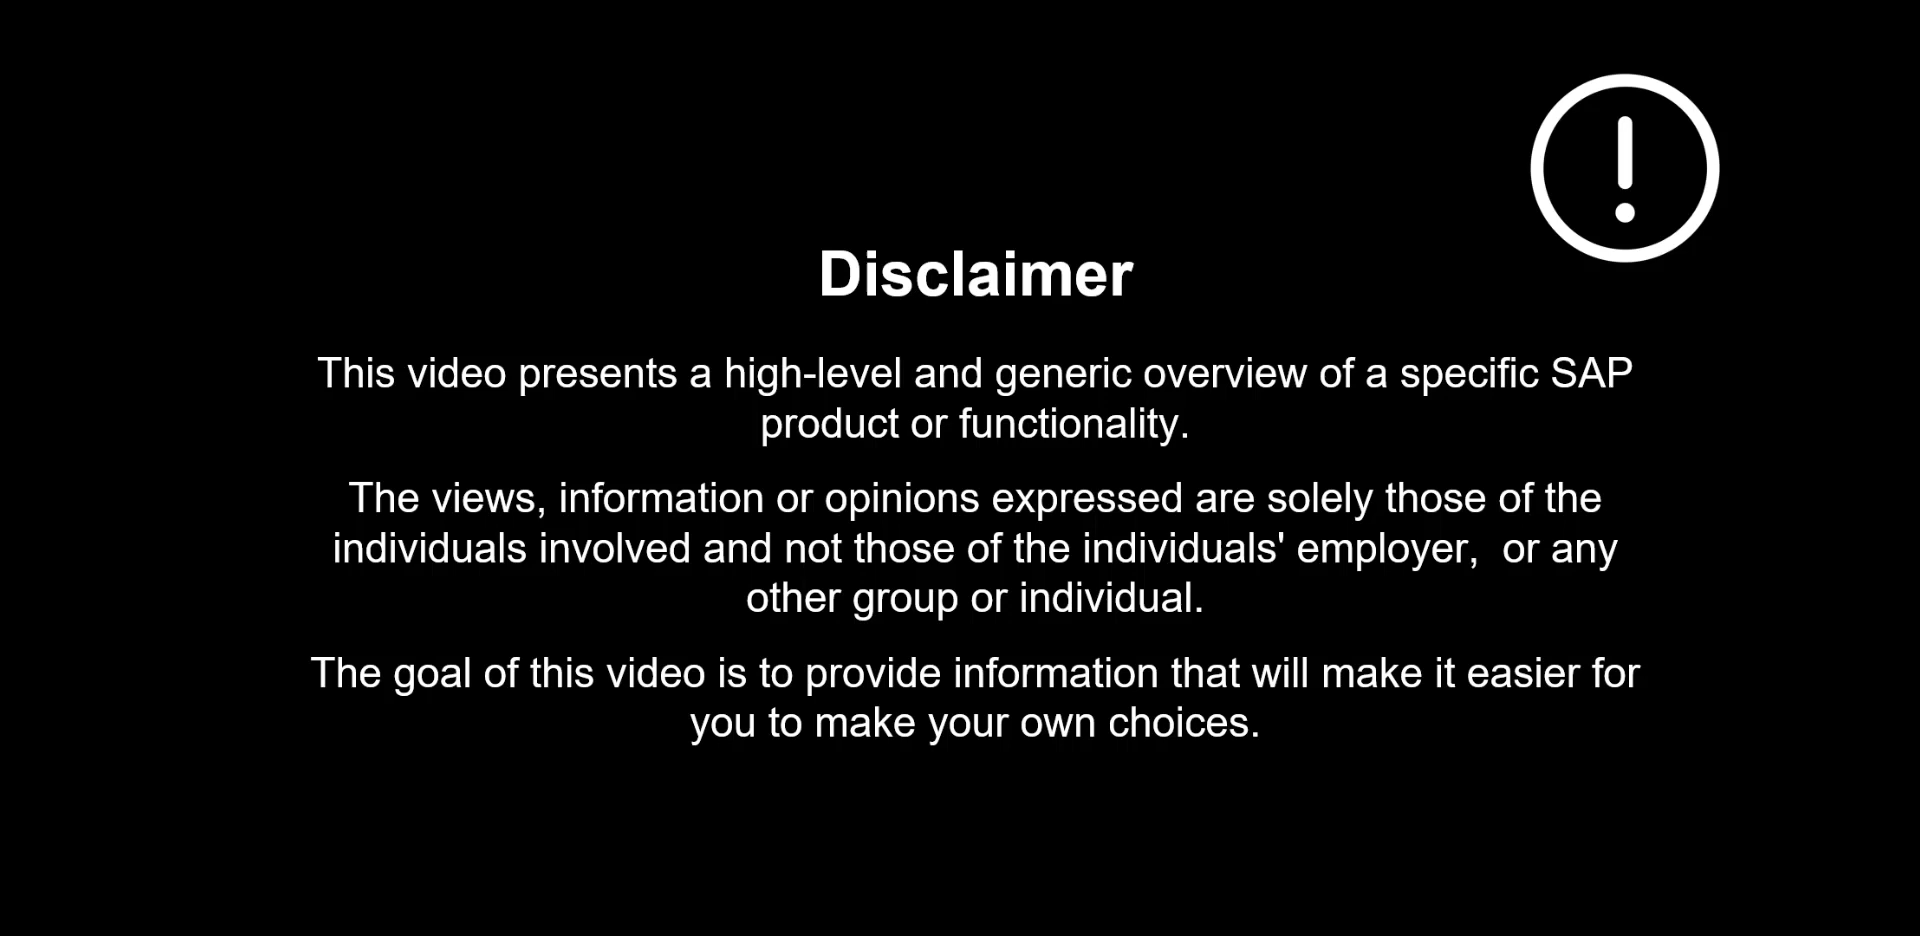 Disclaimer
This video presents a high-level and generic overview of a specific SAP
product or functionality.
The views, information or opinions expressed are solely those of the
individuals involved and not those of the individuals' employer,  or any
other group or individual.
The goal of this video is to provide information that will make it easier for
you to make your own choices.